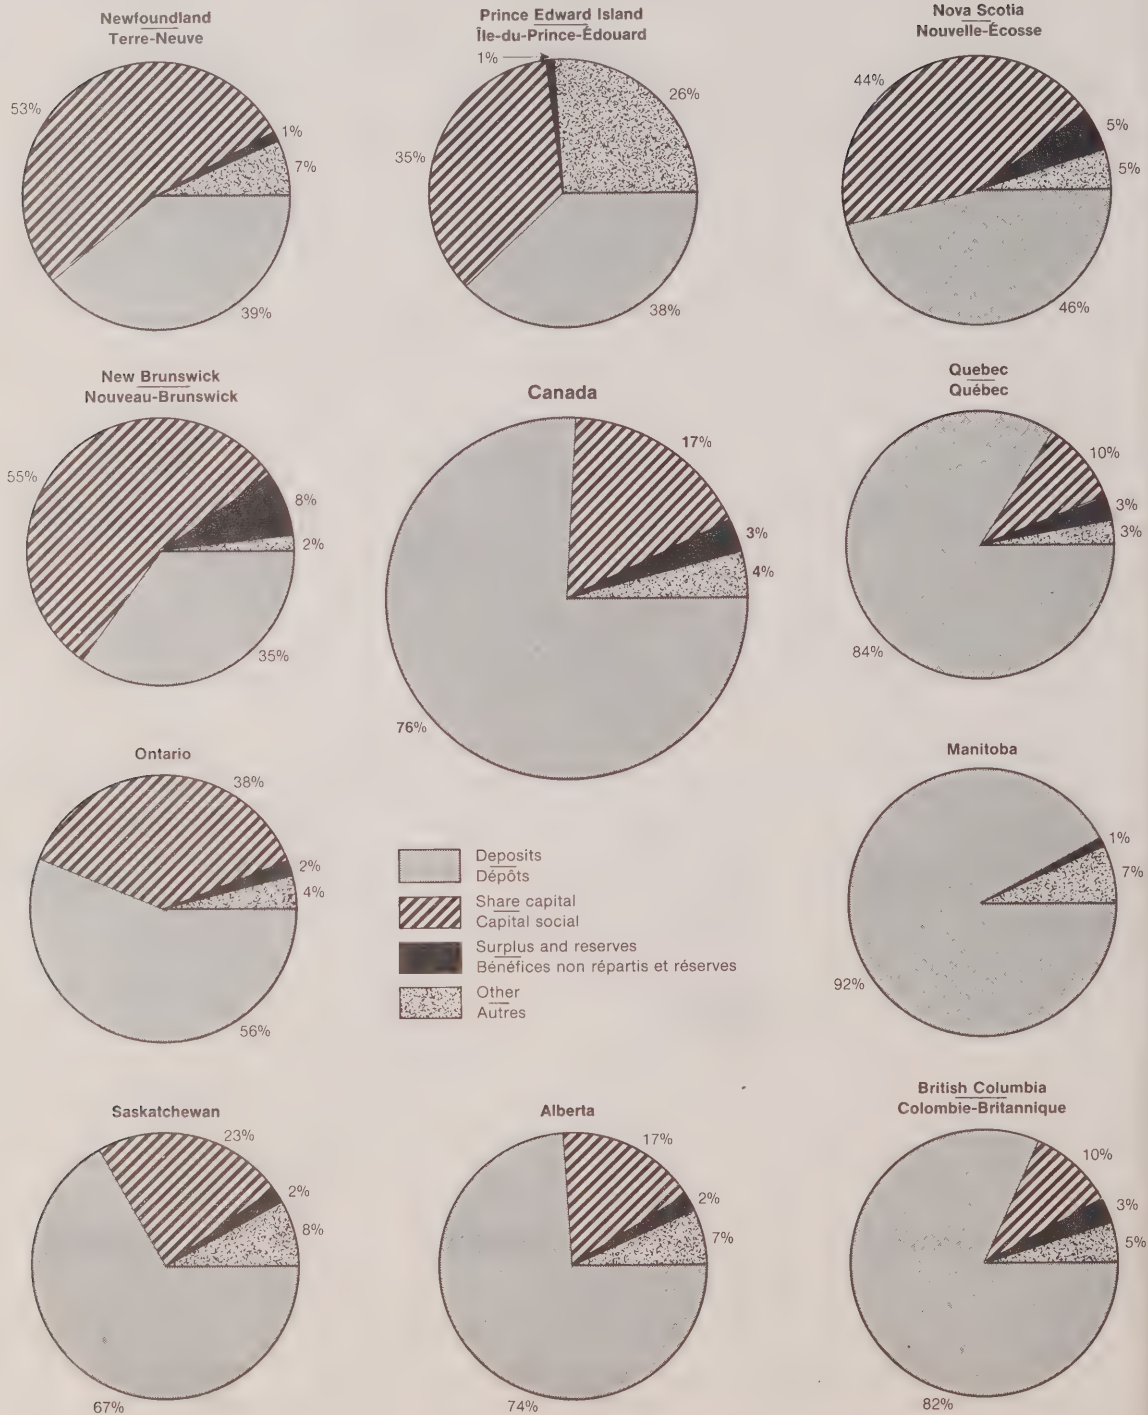 Newfoundland
Terre-Neuve
53%
1%
7%
39%
Prince Edward Island
Île-du-Prince-Édouard
1%
26%
35%
38%
Nova Scotia
Nouvelle-Écosse
44%
5%
5%
46%
New Brunswick
Nouveau-Brunswick
55%
8%
2%
35%
Canada
17%
3%
4%
76%
Quebec
Québec
10%
3%
3%
84%
Ontario
38%
2%
4%
56%
Deposits
Dépôts
Share capital
Capital social
Surplus and reserves
Bénéfices non répartis et réserves
Other
Autres
Manitoba
1%
7%
92%
Saskatchewan
23%
2%
8%
67%
Alberta
17%
2%
7%
74%
British Columbia
Colombie-Britannique
10%
3%
5%
82%